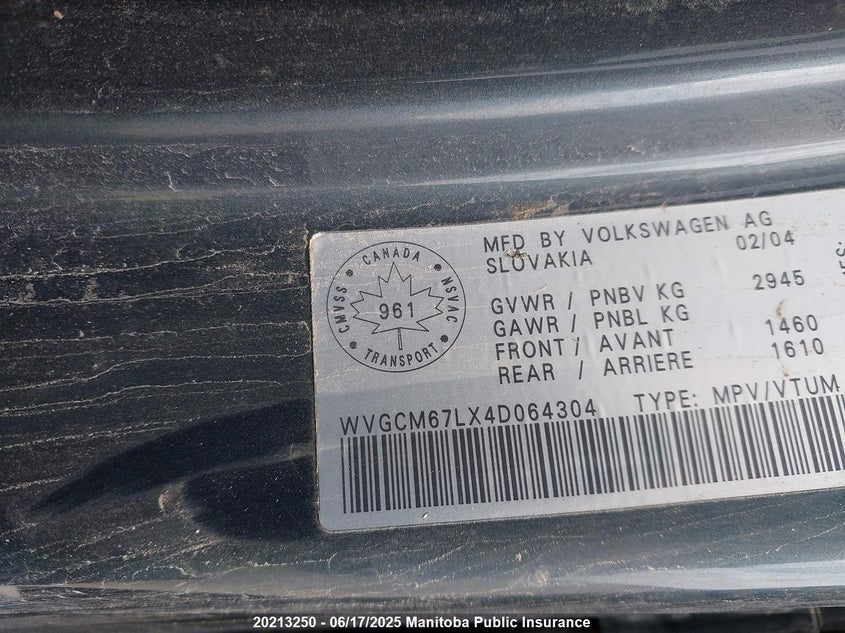 MFD BY VOLKSWAGEN AG
SLOVAKIA 02/04
CANADA
CMVSS NSVAC
961
TRANSPORT
GVWR / PNBV KG 2945
GAWR / PNBL KG
FRONT / AVANT 1460
REAR / ARRIERE 1610
WVGCM67LX4D064304 TYPE: MPV/VTUM
20213250 - 06/17/2025 Manitoba Public Insurance